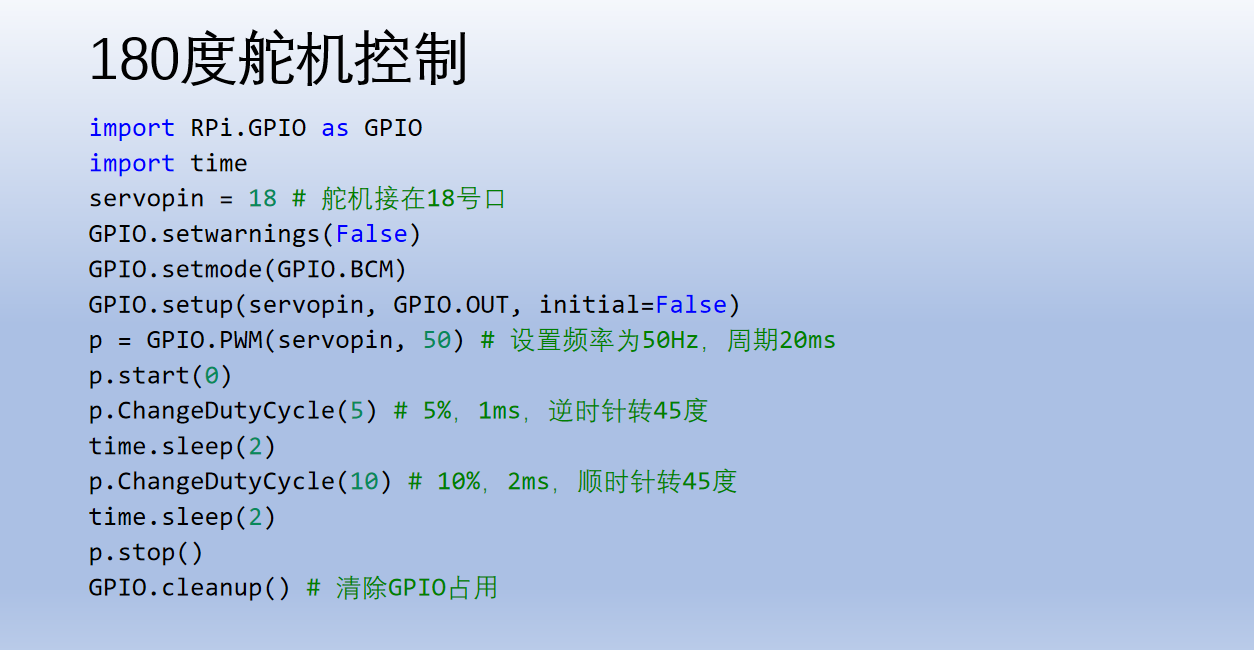 180度舵机控制
import RPi.GPIO as GPIO
import time
servopin = 18 # 舵机接在18号口
GPIO.setwarnings(False)
GPIO.setmode(GPIO.BCM)
GPIO.setup(servopin, GPIO.OUT, initial=False)
p = GPIO.PWM(servopin, 50) # 设置频率为50Hz，周期20ms
p.start(0)
p.ChangeDutyCycle(5) # 5%，1ms，逆时针转45度
time.sleep(2)
p.ChangeDutyCycle(10) # 10%，2ms，顺时针转45度
time.sleep(2)
p.stop()
GPIO.cleanup() # 清除GPIO占用